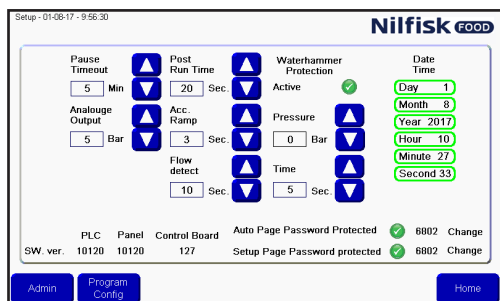 Setup - 01-08-17 - 9:56:30
Nilfisk FOOD
Pause Timeout
5 Min
Post Run Time
20 Sec.
Waterhammer Protection
Active
Date Time
Day 1
Month 8
Year 2017
Hour 10
Minute 27
Second 33
Analouge Output
5 Bar
Acc. Ramp
3 Sec.
Pressure
0 Bar
Flow detect
10 Sec.
Time
5 Sec.
PLC Panel Control Board
SW. ver. 10120 10120 127
Auto Page Password Protected 6802 Change
Setup Page Password protected 6802 Change
Admin
Program Config
Home